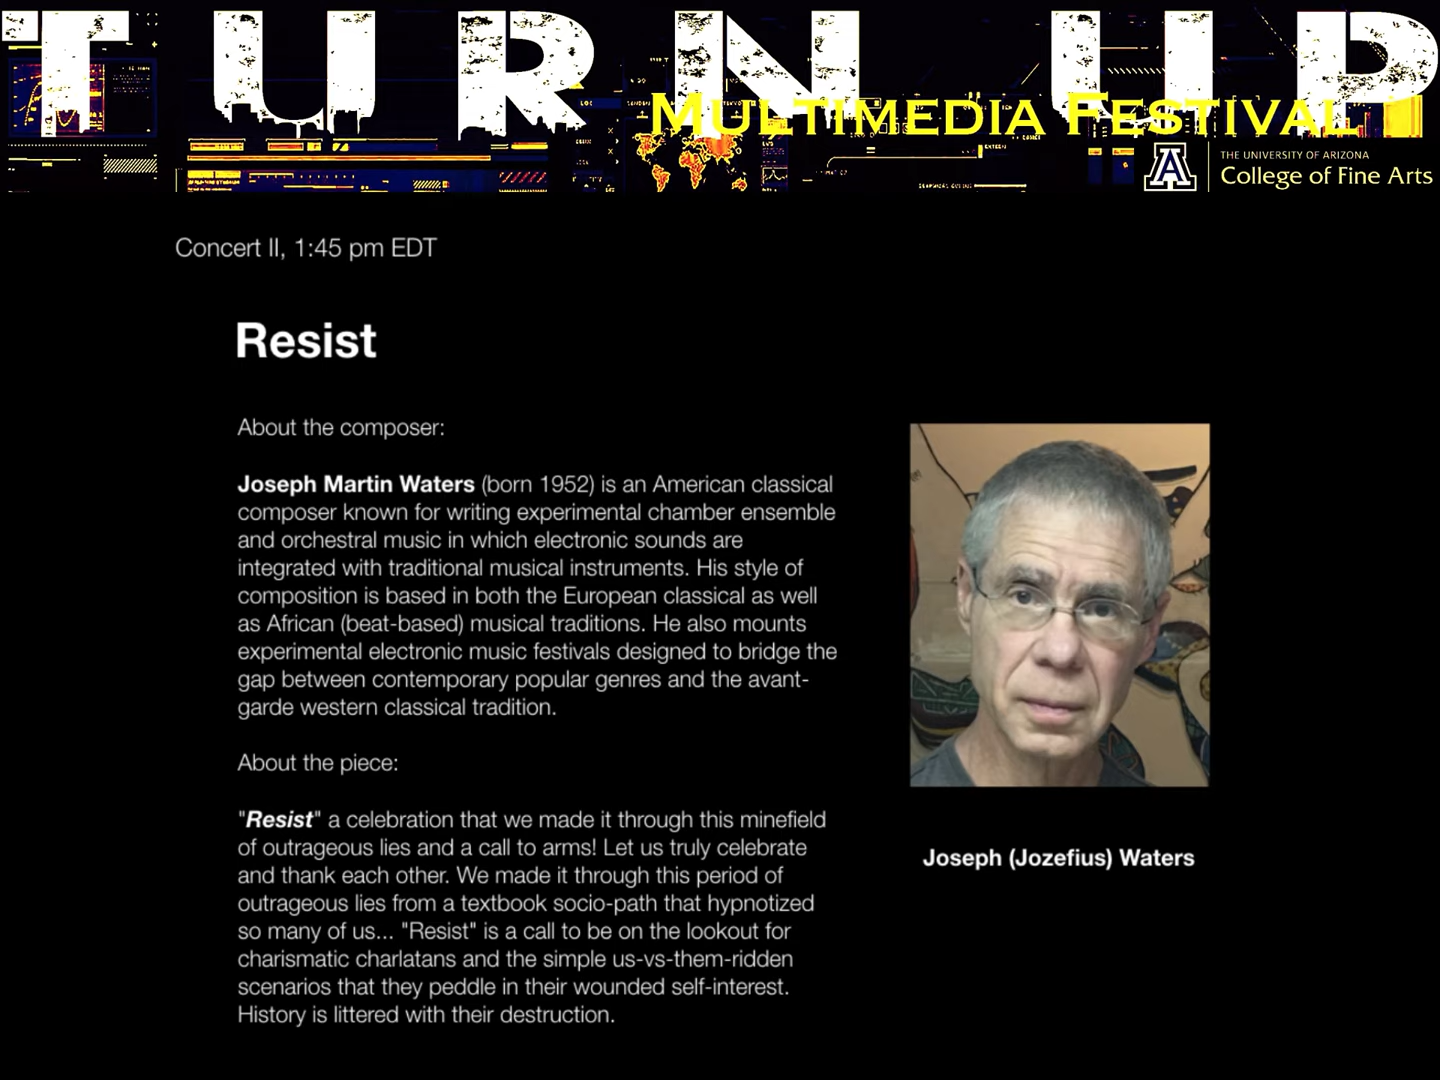 TURN UP
MULTIMEDIA FESTIVAL
A
THE UNIVERSITY OF ARIZONA
College of Fine Arts
Concert II, 1:45 pm EDT
Resist
About the composer:
Joseph Martin Waters (born 1952) is an American classical
composer known for writing experimental chamber ensemble
and orchestral music in which electronic sounds are
integrated with traditional musical instruments. His style of
composition is based in both the European classical as well
as African (beat-based) musical traditions. He also mounts
experimental electronic music festivals designed to bridge the
gap between contemporary popular genres and the avant-
garde western classical tradition.
About the piece:
"Resist" a celebration that we made it through this minefield
of outrageous lies and a call to arms! Let us truly celebrate
and thank each other. We made it through this period of
outrageous lies from a textbook socio-path that hypnotized
so many of us... "Resist" is a call to be on the lookout for
charismatic charlatans and the simple us-vs-them-ridden
scenarios that they peddle in their wounded self-interest.
History is littered with their destruction.
Joseph (Jozefius) Waters